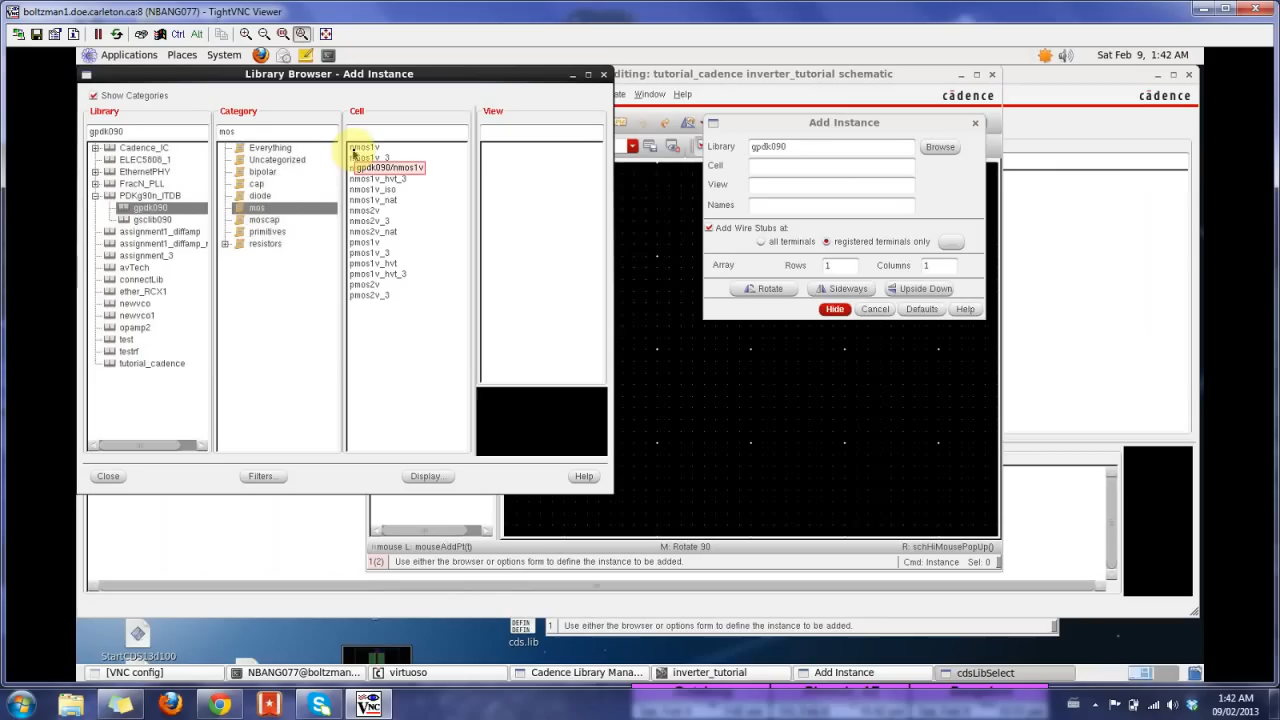 boltzman1.doe.carleton.ca:8 (NBANG077) - TightVNC Viewer
Ctrl Alt
Applications Places System
Sat Feb 9, 1:42 AM
Library Browser - Add Instance
diting: tutorial_cadence inverter_tutorial schematic
ate Window Help
cādence
cādence
Show Categories
Library
gpdk090
Cadence_IC
ELEC5808_1
EthernetPHY
FracN_PLL
PDKg90n_ITDB
gpdk090
gsclib090
assignment1_diffamp
assignment1_diffamp_r
assignment_3
avTech
connectLib
ether_RCX1
newvco
newvco1
opamp2
test
testrf
tutorial_cadence
Category
mos
Everything
Uncategorized
bipolar
cap
diode
mos
moscap
primitives
resistors
Cell
nmos1v
nmos1v_3
gpdk090/nmos1v
nmos1v_hvt_3
nmos1v_iso
nmos1v_nat
nmos2v
nmos2v_3
nmos2v_nat
pmos1v
pmos1v_3
pmos1v_hvt
pmos1v_hvt_3
pmos2v
pmos2v_3
View
Close
Filters...
Display...
Help
Add Instance
Library gpdk090 Browse
Cell
View
Names
Add Wire Stubs at:
all terminals registered terminals only ...
Array Rows 1 Columns 1
Rotate Sideways Upside Down
Hide Cancel Defaults Help
mouse L: mouseAddPt(t) M: Rotate 90 R: schHiMousePopUp()
1(2) Use either the browser or options form to define the instance to be added. Cmd: Instance Sel: 0
StartCDS13d100
DEFIN
DEFIN
cds.lib
1 Use either the browser or options form to define the instance to be added.
[VNC config]
NBANG077@boltzman...
virtuoso
Cadence Library Mana...
inverter_tutorial
Add Instance
cdsLibSelect
1:42 AM
09/02/2013